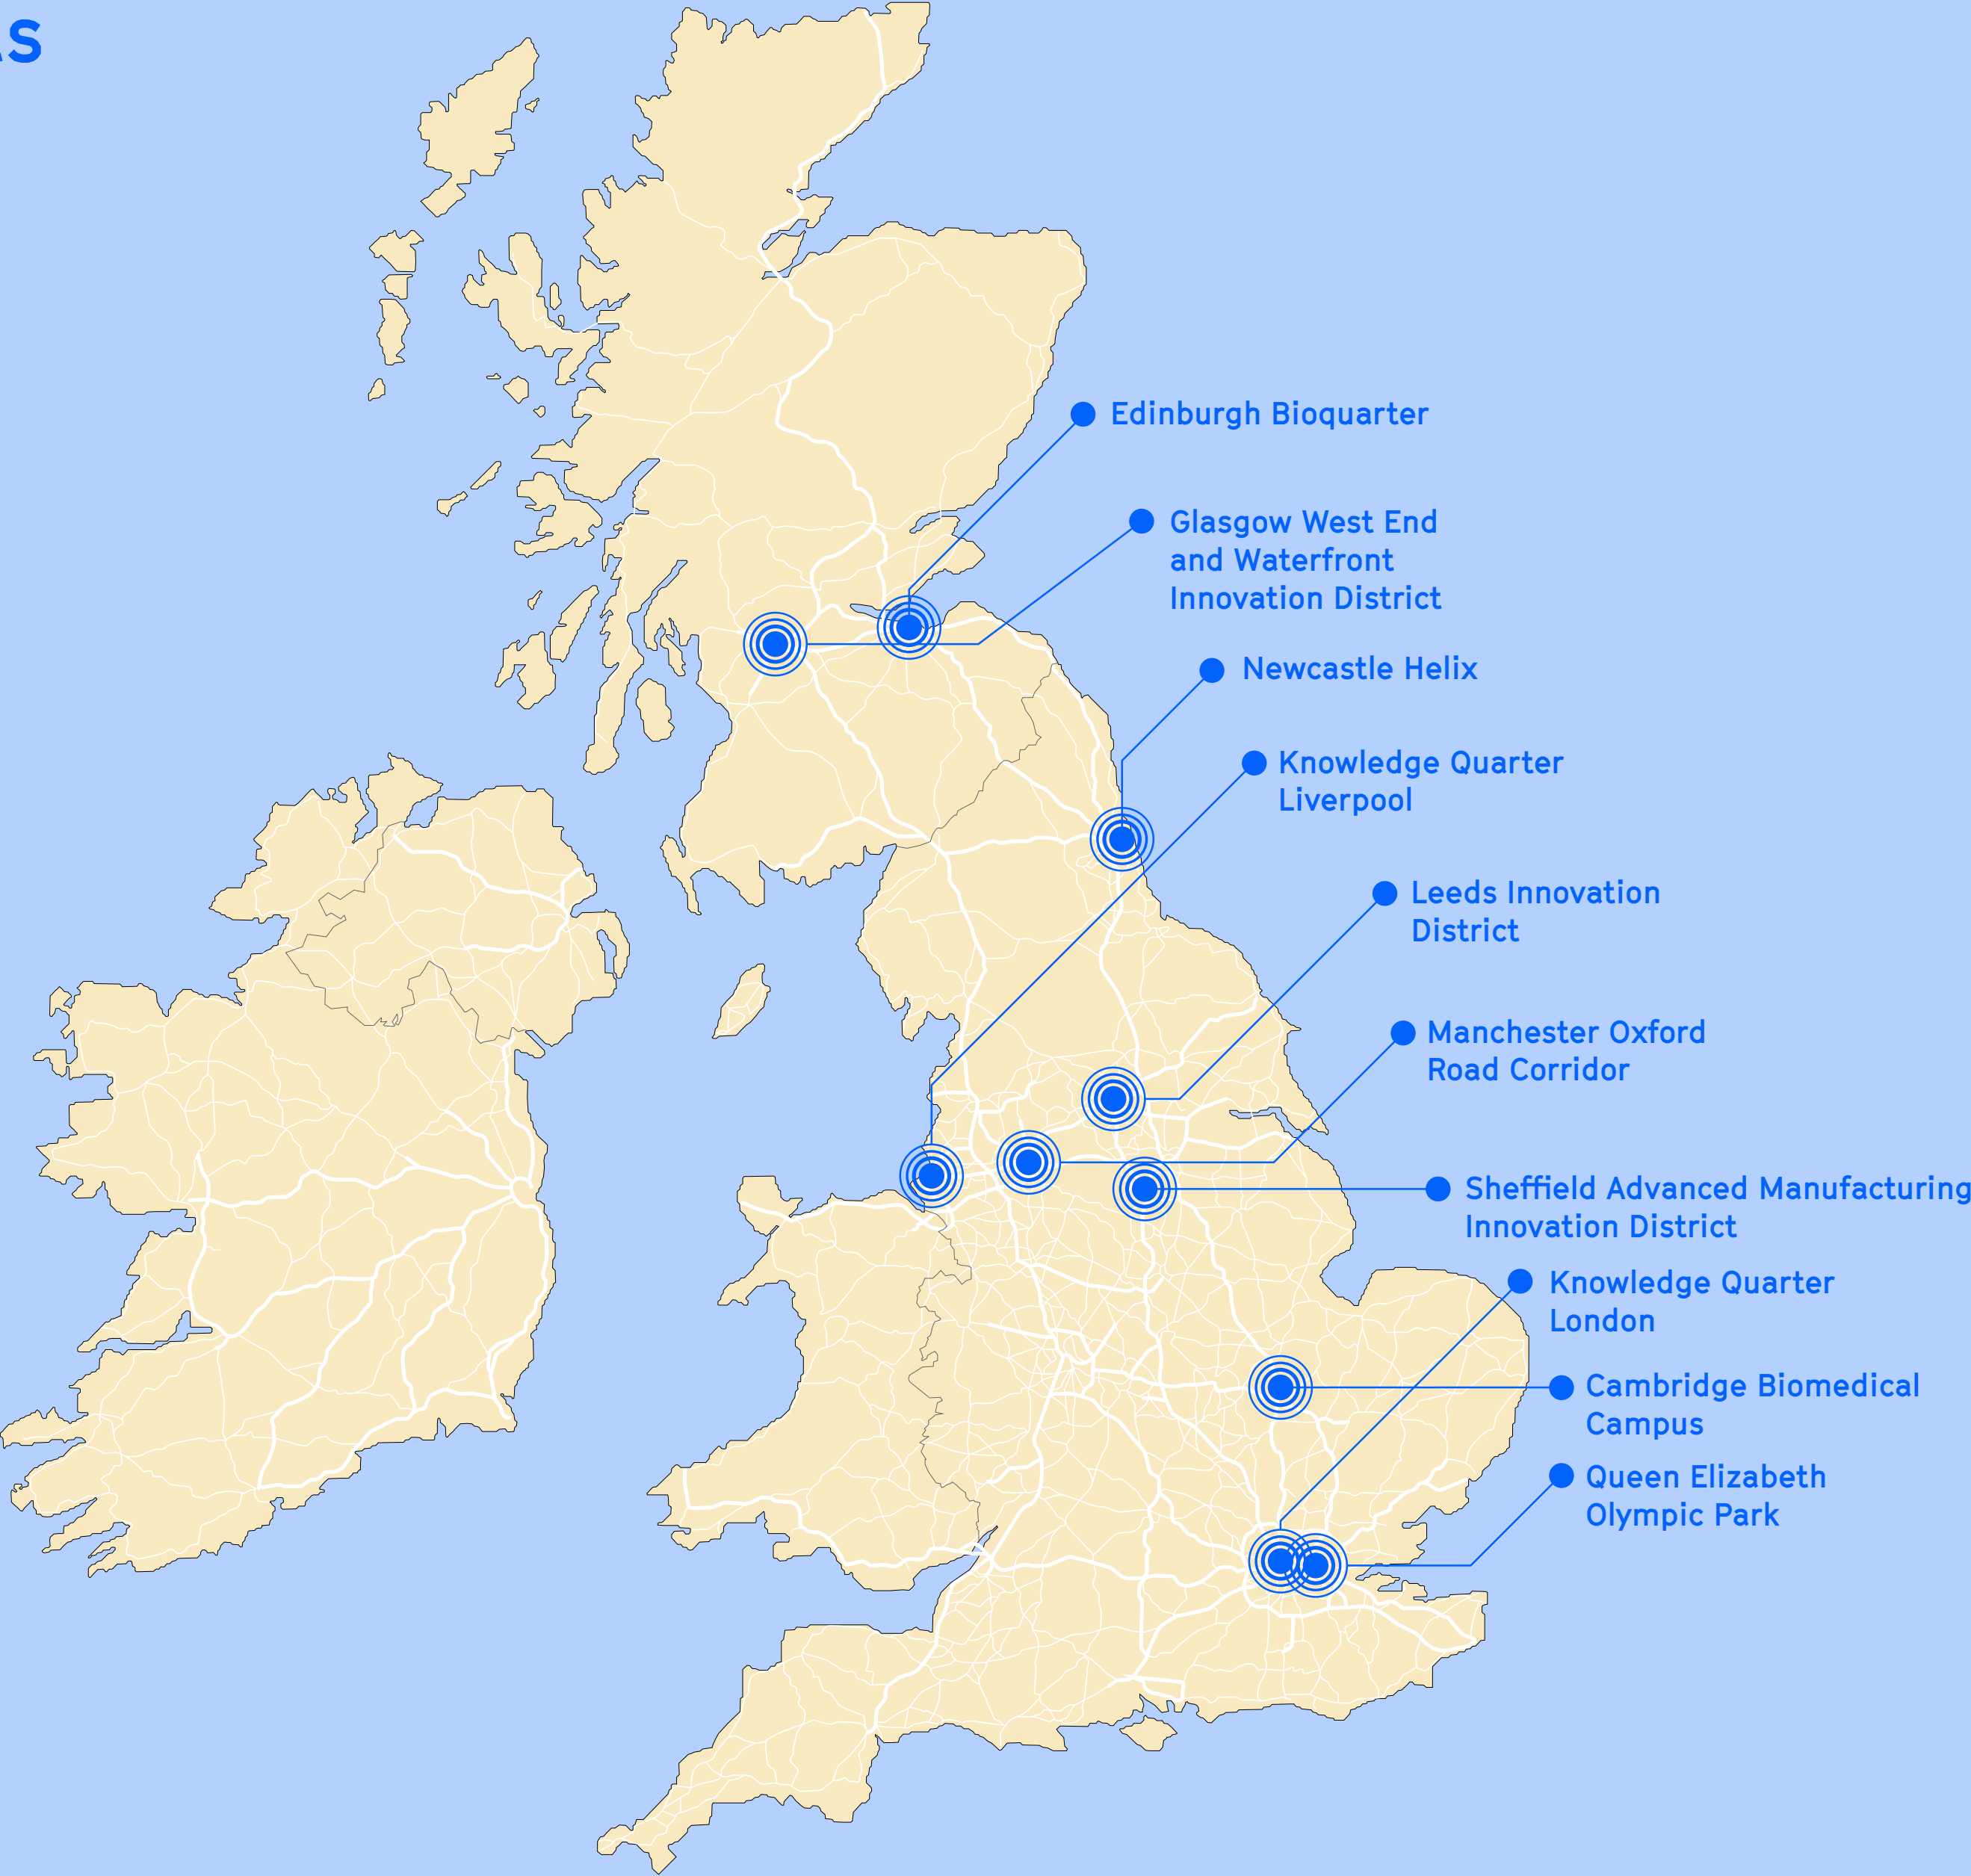 Edinburgh Bioquarter
Glasgow West End
and Waterfront
Innovation District
Newcastle Helix
Knowledge Quarter
Liverpool
Leeds Innovation
District
Manchester Oxford
Road Corridor
Sheffield Advanced Manufacturing
Innovation District
Knowledge Quarter
London
Cambridge Biomedical
Campus
Queen Elizabeth
Olympic Park